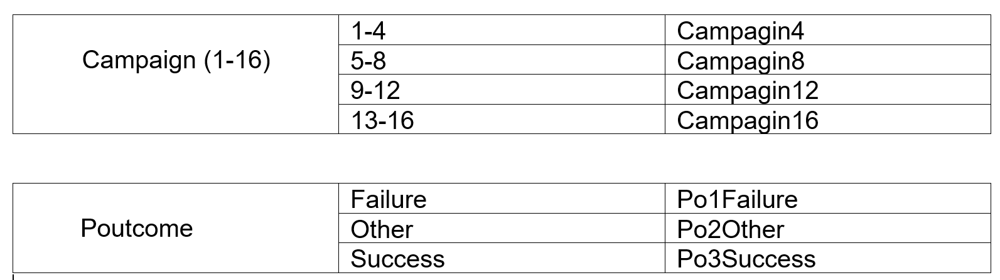 1-4 Campagin4
Campaign (1-16)
5-8 Campagin8
9-12 Campagin12
13-16 Campagin16
Failure Po1Failure
Poutcome
Other Po2Other
Success Po3Success